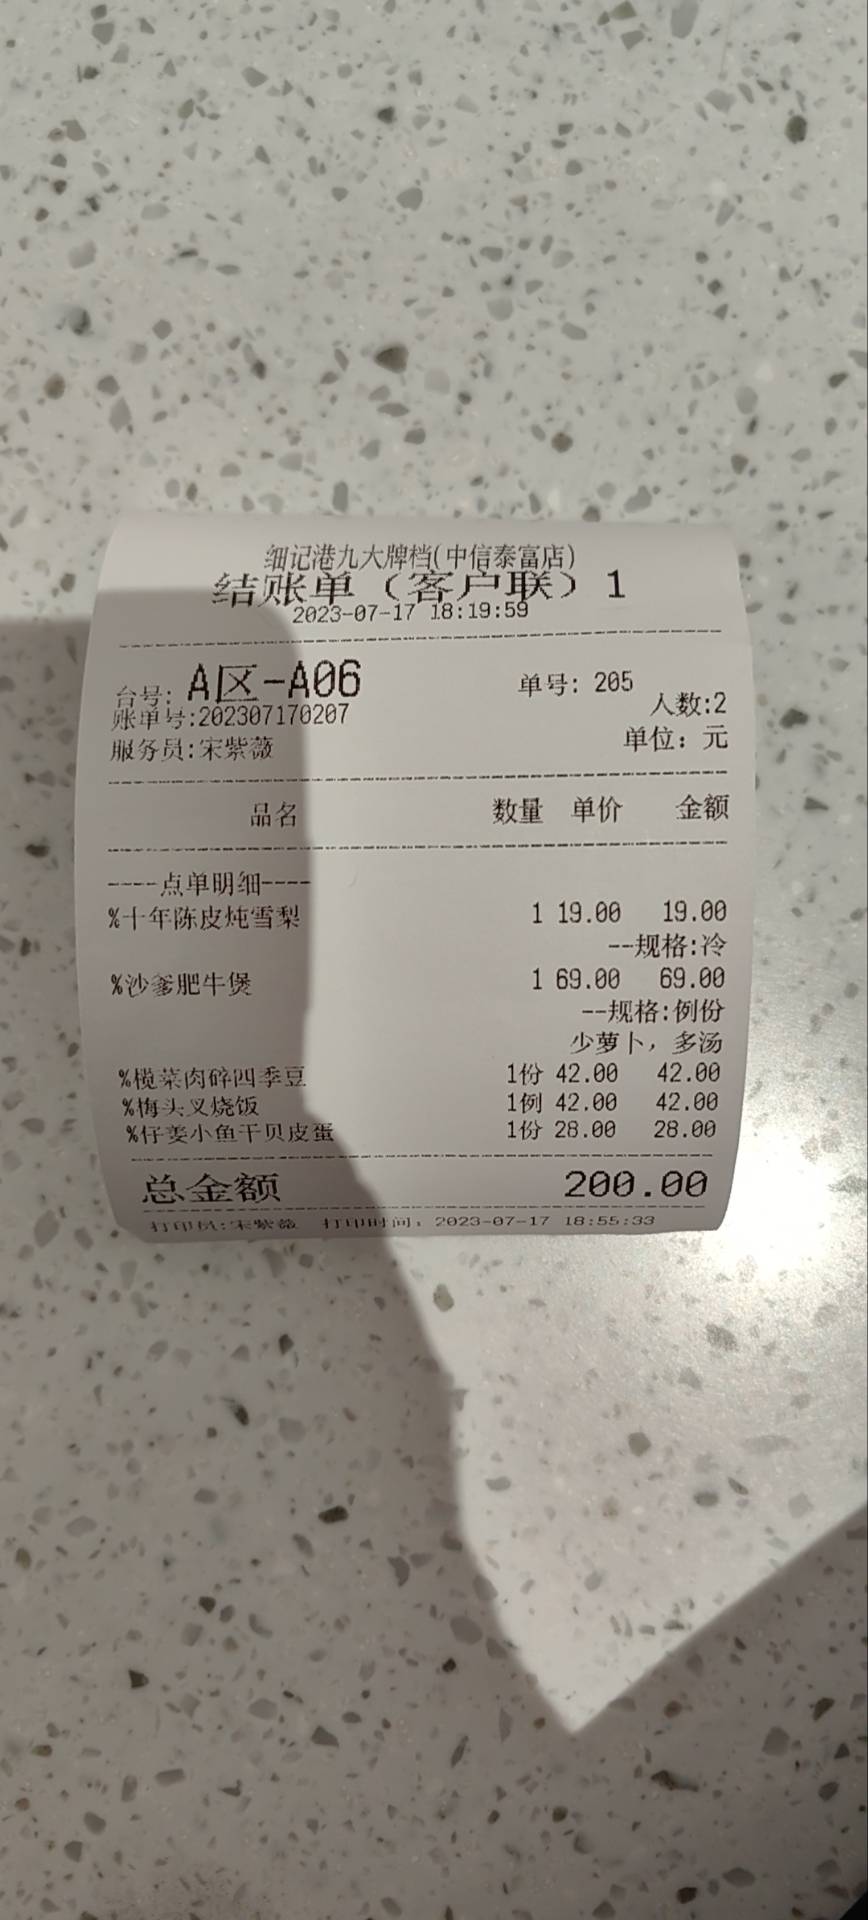 细记港九大牌档(中信泰富店)
结账单（客户联）1
2023-07-17 18:19:59
台号: A区-A06 单号: 205
人数:2
账单号:202307170207
服务员:宋紫薇 单位：元
品名 数量 单价 金额
----点单明细----
%十年陈皮炖雪梨 1 19.00 19.00
--规格:冷
%沙爹肥牛煲 1 69.00 69.00
--规格:例份
少萝卜，多汤
%榄菜肉碎四季豆 1份 42.00 42.00
%梅头叉烧饭 1例 42.00 42.00
%仔姜小鱼干贝皮蛋 1份 28.00 28.00
总金额 200.00
打印员:宋紫薇 打印时间：2023-07-17 18:55:33